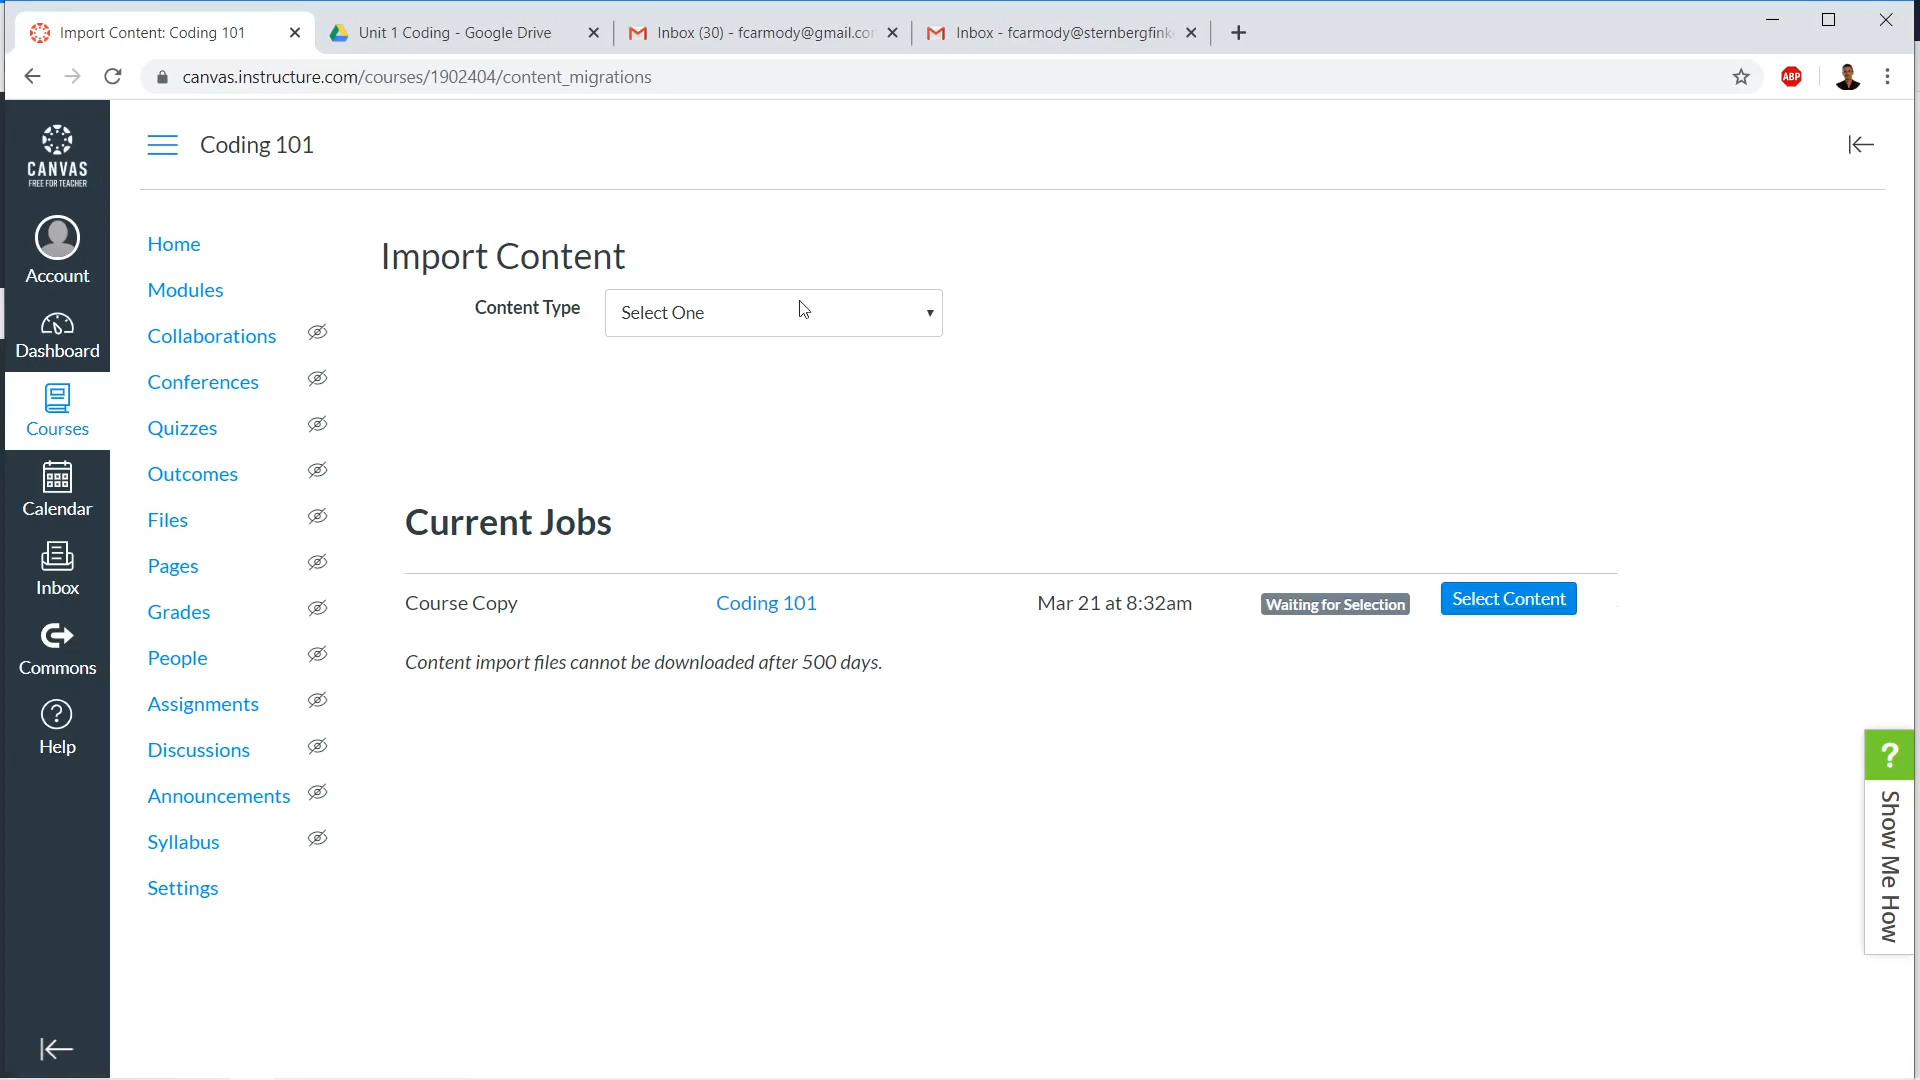 Import Content: Coding 101
Unit 1 Coding - Google Drive
Inbox (30) - fcarmody@gmail.co
Inbox - fcarmody@sternbergfink
canvas.instructure.com/courses/1902404/content_migrations
ABP
CANVAS
FREE FOR TEACHER
Account
Dashboard
Courses
Calendar
Inbox
Commons
Help
Coding 101
Home
Modules
Collaborations
Conferences
Quizzes
Outcomes
Files
Pages
Grades
People
Assignments
Discussions
Announcements
Syllabus
Settings
Import Content
Content Type
Select One
Current Jobs
Course Copy Coding 101 Mar 21 at 8:32am Waiting for Selection Select Content
Content import files cannot be downloaded after 500 days.
?
Show Me How